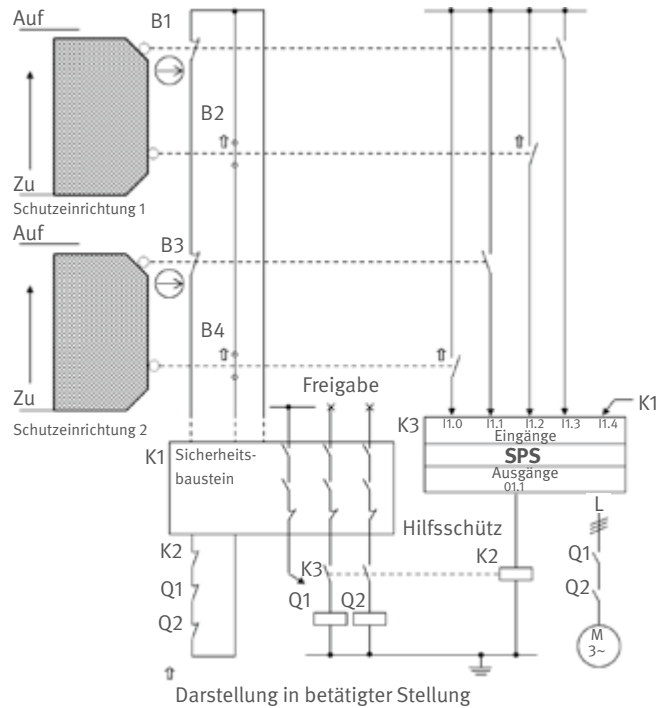 Auf
B1
B2
Zu
Schutzeinrichtung 1
Auf
B3
B4
Zu
Schutzeinrichtung 2
Freigabe
K1
K3
I1.0 I1.1 I1.2 I1.3 I1.4
Eingänge
SPS
Ausgänge
01.1
K1
Sicherheits-
baustein
Hilfsschütz
L
K2
K3
K2
Q1
Q1
Q1
Q2
Q2
Q2
M
3~
Darstellung in betätigter Stellung